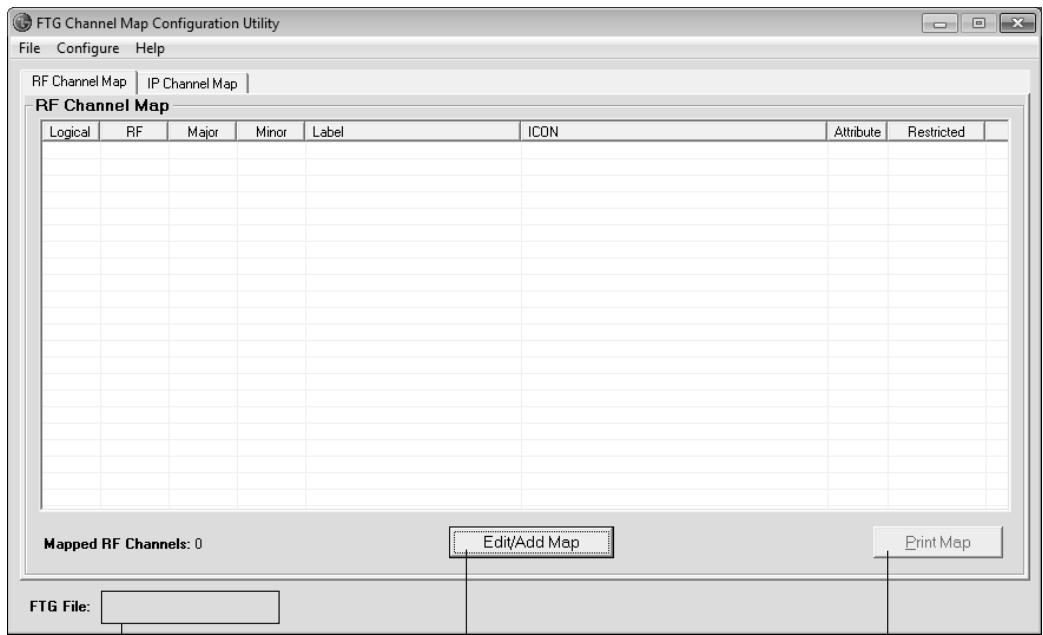 FTG Channel Map Configuration Utility
File Configure Help
RF Channel Map IP Channel Map
RF Channel Map
Logical RF Major Minor Label ICON Attribute Restricted
Mapped RF Channels: 0 Edit/Add Map Print Map
FTG File: